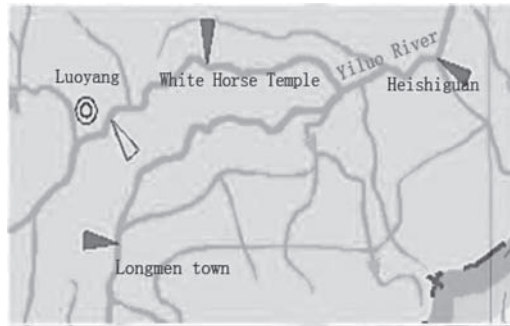 Yiluo River
Luoyang
White Horse Temple
Heishiguan
Longmen town